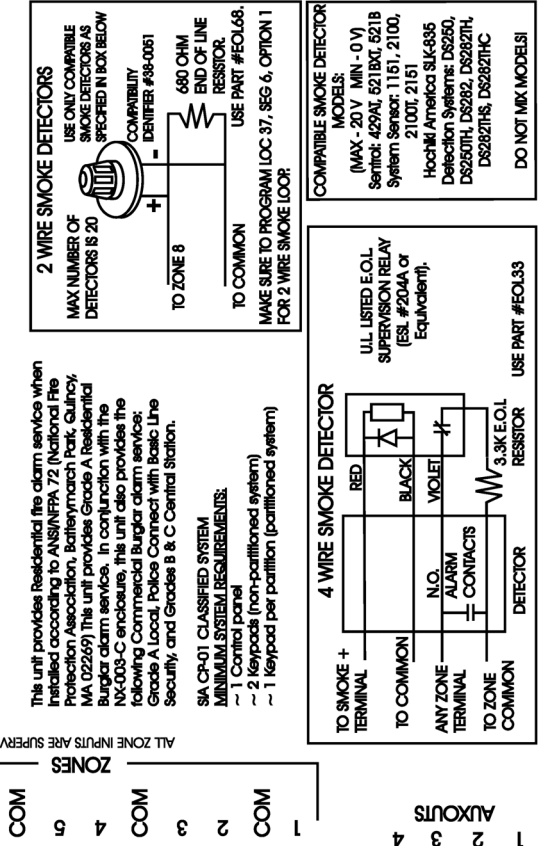 2 WIRE SMOKE DETECTORS
MAX NUMBER OF
DETECTORS IS 20
USE ONLY COMPATIBLE
SMOKE DETECTORS AS
SPECIFIED IN BOX BELOW
COMPATIBILITY
IDENTIFIER #38-0051
+
-
680 OHM
END OF LINE
RESISTOR.
USE PART #EOL68.
TO ZONE 8
TO COMMON
MAKE SURE TO PROGRAM LOC 37, SEG 6, OPTION 1
FOR 2 WIRE SMOKE LOOP.
COMPATIBLE SMOKE DETECTOR
MODELS:
(MAX - 20 V MIN - 0 V)
Sentrol: 429AT, 521BXT, 521B
System Sensor: 1151, 2100,
2100T, 2151
Hochiki America SLK-835
Detection Systems: DS250,
DS250TH, DS282, DS282TH,
DS282THS, DS282THC
DO NOT MIX MODELS!
This unit provides Residential fire alarm service when
installed according to ANSI/NFPA 72 (National Fire
Protection Association, Batterymarch Park, Quincy,
MA 02269) This unit provides Grade A Residential
Burglar alarm service. In conjunction with the
NX-003-C enclosure, this unit also provides the
following Commercial Burglar alarm service:
Grade A Local, Police Connect with Basic Line
Security, and Grades B & C Central Station.
SIA CP-01 CLASSIFIED SYSTEM
MINIMUM SYSTEM REQUIREMENTS:
~ 1 Control panel
~ 2 Keypads (non-partitioned system)
~ 1 Keypad per partition (partitioned system)
4 WIRE SMOKE DETECTOR
TO SMOKE +
TERMINAL
TO COMMON
ANY ZONE
TERMINAL
TO ZONE
COMMON
N.O.
ALARM
CONTACTS
DETECTOR
RED
BLACK
VIOLET
3.3K E.O.L
RESISTOR
U.L. LISTED E.O.L.
SUPERVISION RELAY
(ESL #204A or
Equivalent).
USE PART #EOL33
ALL ZONE INPUTS ARE SUPERV
ZONES
COM
5
4
COM
3
2
COM
1
AUXOUTS
4
3
2
1